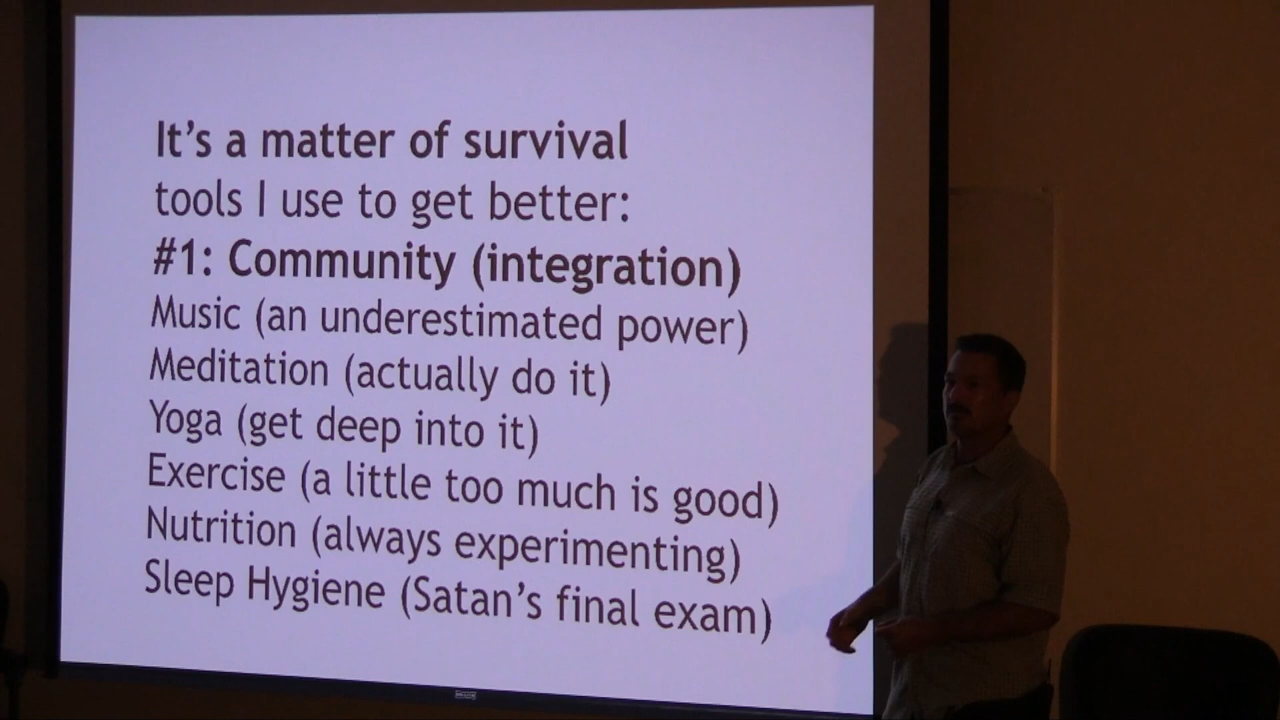 It's a matter of survival
tools I use to get better:
#1: Community (integration)
Music (an underestimated power)
Meditation (actually do it)
Yoga (get deep into it)
Exercise (a little too much is good)
Nutrition (always experimenting)
Sleep Hygiene (Satan's final exam)